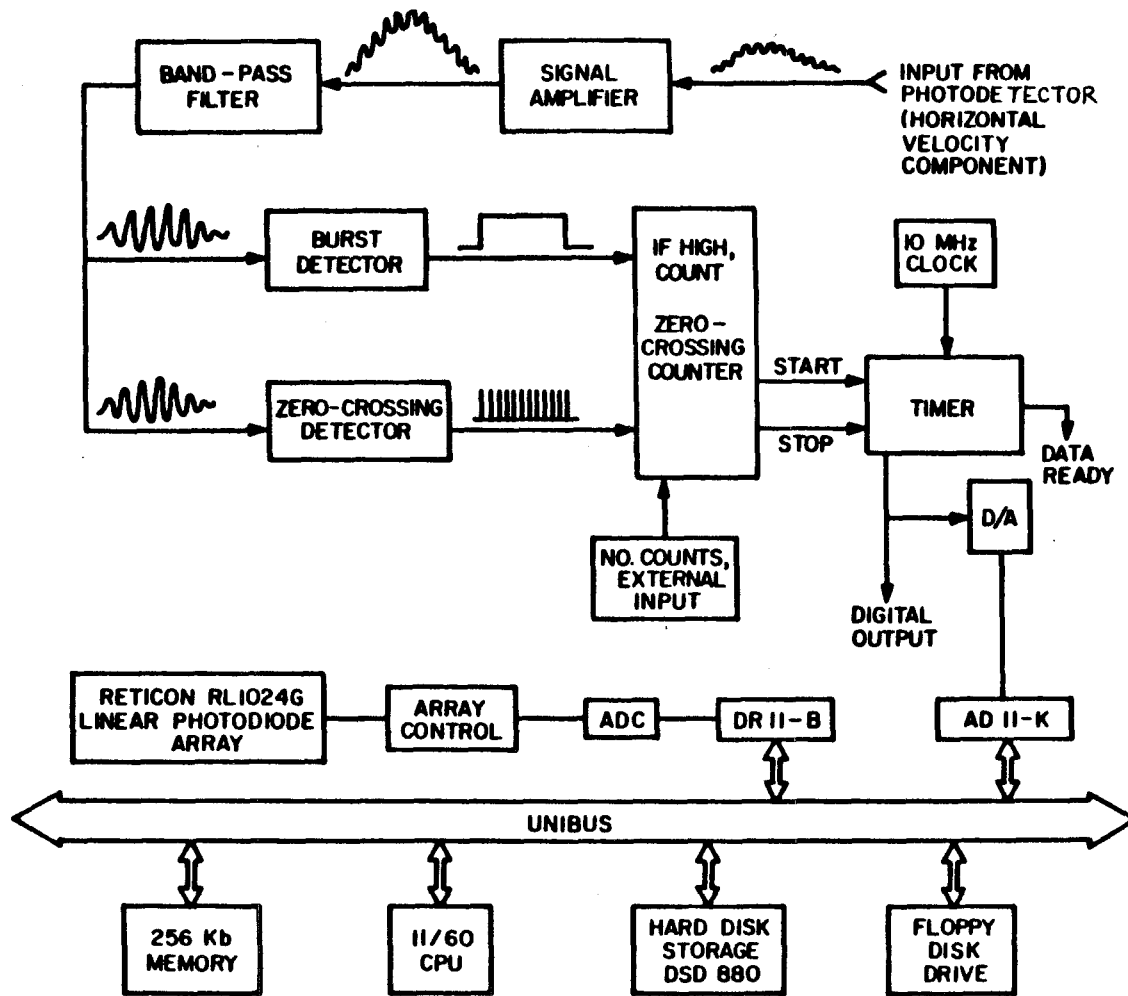 BAND-PASS
FILTER
SIGNAL
AMPLIFIER
INPUT FROM
PHOTODETECTOR
(HORIZONTAL
VELOCITY
COMPONENT)
BURST
DETECTOR
IF HIGH,
COUNT
ZERO-
CROSSING
COUNTER
10 MHz
CLOCK
ZERO-CROSSING
DETECTOR
START
STOP
TIMER
DATA
READY
D/A
NO. COUNTS,
EXTERNAL
INPUT
DIGITAL
OUTPUT
RETICON RL1024G
LINEAR PHOTODIODE
ARRAY
ARRAY
CONTROL
ADC
DR 11-B
AD 11-K
UNIBUS
256 Kb
MEMORY
11/60
CPU
HARD DISK
STORAGE
DSD 880
FLOPPY
DISK
DRIVE